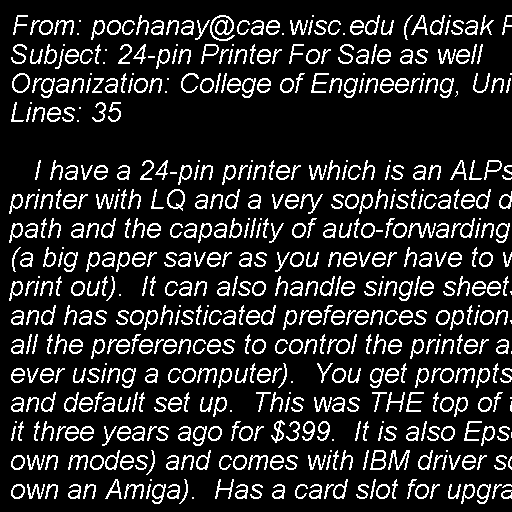 From: pochanay@cae.wisc.edu (Adisak
Subject: 24-pin Printer For Sale as well
Organization: College of Engineering, Uni
Lines: 35

I have a 24-pin printer which is an ALPs
printer with LQ and a very sophisticated
path and the capability of auto-forwarding
(a big paper saver as you never have to
print out).  It can also handle single sheets
and has sophisticated preferences options
all the preferences to control the printer
ever using a computer).  You get prompts
and default set up.  This was THE top of
it three years ago for $399.  It is also Eps
own modes) and comes with IBM driver
own an Amiga).  Has a card slot for upgra